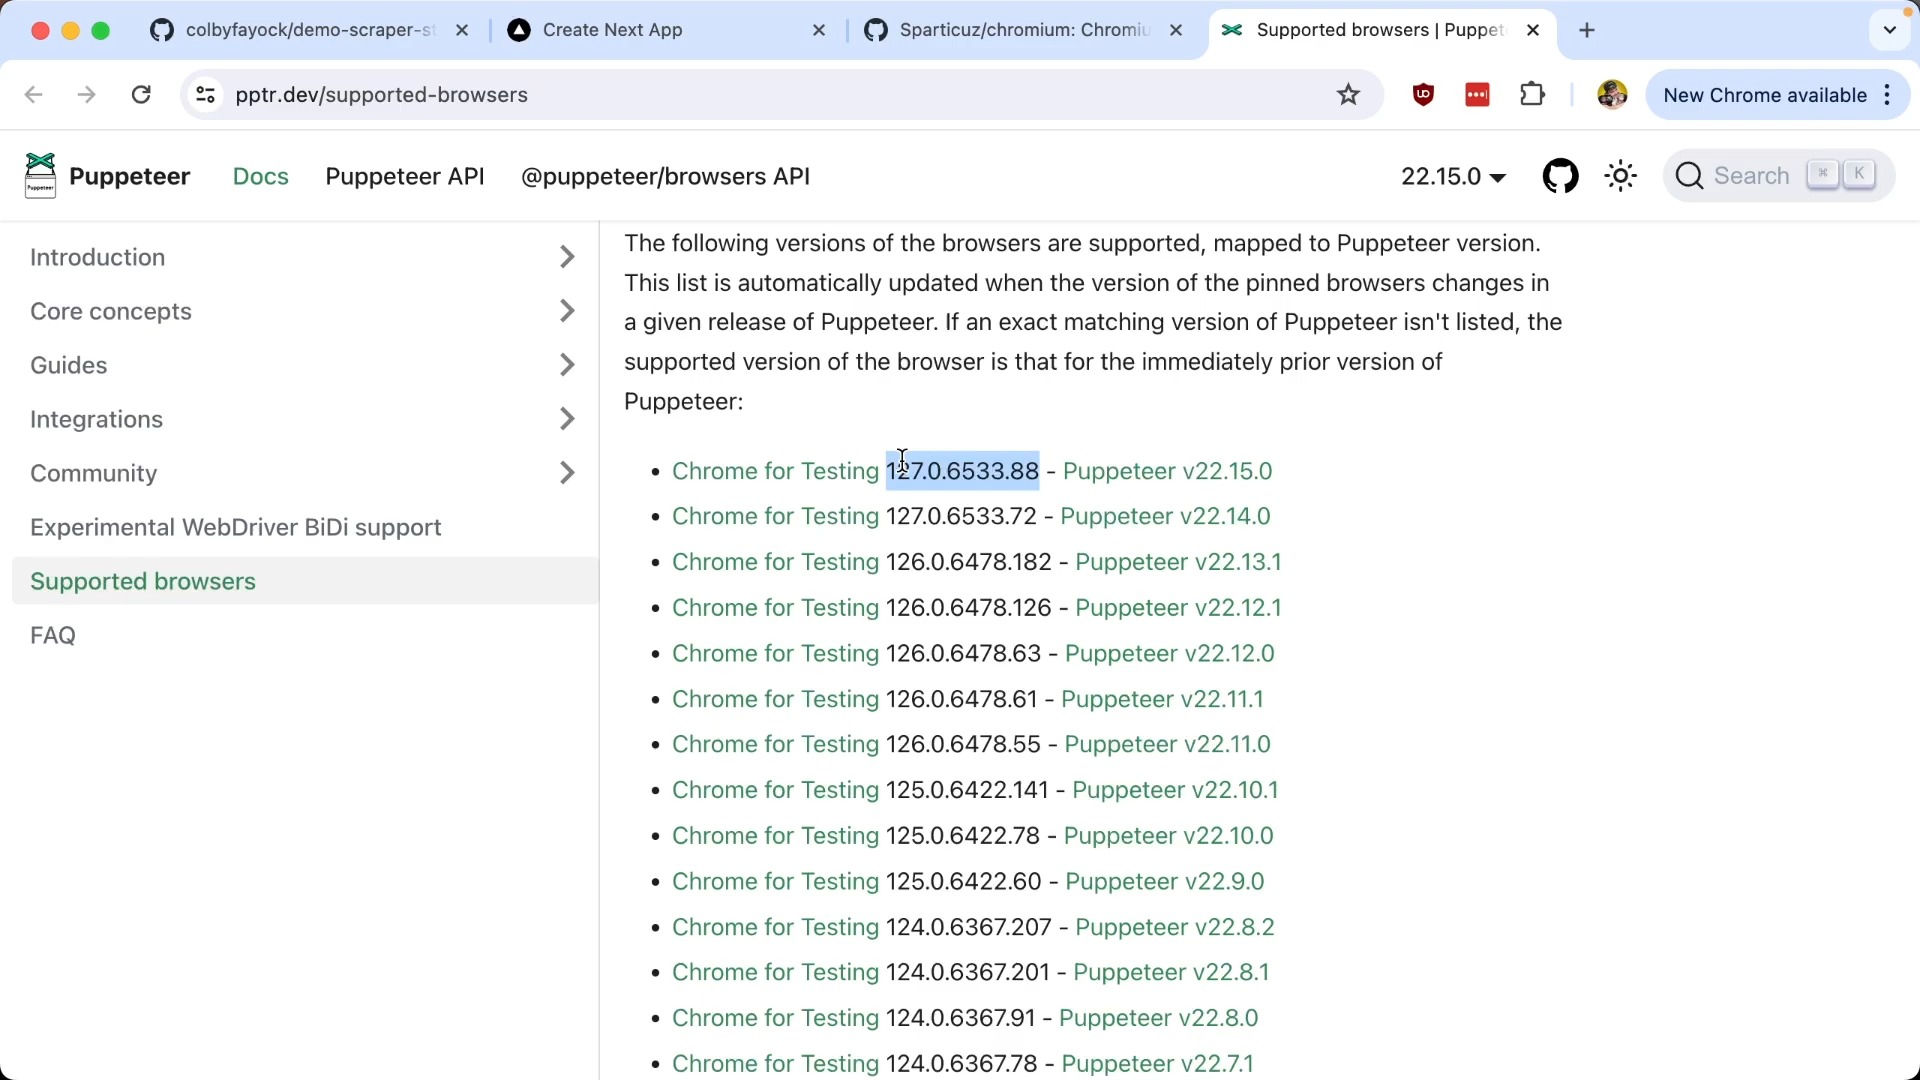 colbyfayock/demo-scraper-st
Create Next App
Sparticuz/chromium: Chromiu
Supported browsers | Puppet
pptr.dev/supported-browsers
New Chrome available
Puppeteer
Puppeteer
Docs
Puppeteer API
@puppeteer/browsers API
22.15.0
Search
⌘
K
Introduction
Core concepts
Guides
Integrations
Community
Experimental WebDriver BiDi support
Supported browsers
FAQ
The following versions of the browsers are supported, mapped to Puppeteer version.
This list is automatically updated when the version of the pinned browsers changes in
a given release of Puppeteer. If an exact matching version of Puppeteer isn't listed, the
supported version of the browser is that for the immediately prior version of
Puppeteer:
• Chrome for Testing 127.0.6533.88 - Puppeteer v22.15.0
• Chrome for Testing 127.0.6533.72 - Puppeteer v22.14.0
• Chrome for Testing 126.0.6478.182 - Puppeteer v22.13.1
• Chrome for Testing 126.0.6478.126 - Puppeteer v22.12.1
• Chrome for Testing 126.0.6478.63 - Puppeteer v22.12.0
• Chrome for Testing 126.0.6478.61 - Puppeteer v22.11.1
• Chrome for Testing 126.0.6478.55 - Puppeteer v22.11.0
• Chrome for Testing 125.0.6422.141 - Puppeteer v22.10.1
• Chrome for Testing 125.0.6422.78 - Puppeteer v22.10.0
• Chrome for Testing 125.0.6422.60 - Puppeteer v22.9.0
• Chrome for Testing 124.0.6367.207 - Puppeteer v22.8.2
• Chrome for Testing 124.0.6367.201 - Puppeteer v22.8.1
• Chrome for Testing 124.0.6367.91 - Puppeteer v22.8.0
• Chrome for Testing 124.0.6367.78 - Puppeteer v22.7.1